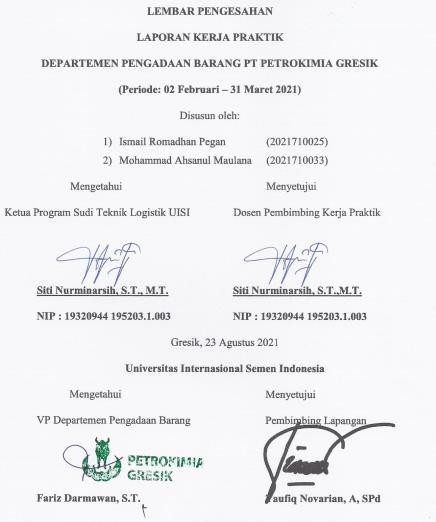 LEMBAR PENGESAHAN
LAPORAN KERJA PRAKTIK
DEPARTEMEN PENGADAAN BARANG PT PETROKIMIA GRESIK
(Periode: 02 Februari – 31 Maret 2021)
Disusun oleh:
1) Ismail Romadhan Pegan (2021710025)
2) Mohammad Ahsanul Maulana (2021710033)
Mengetahui Menyetujui
Ketua Program Sudi Teknik Logistik UISI Dosen Pembimbing Kerja Praktik
Siti Nurminarsih, S.T., M.T. Siti Nurminarsih, S.T.,M.T.
NIP : 19320944 195203.1.003 NIP : 19320944 195203.1.003
Gresik, 23 Agustus 2021
Universitas Internasional Semen Indonesia
Mengetahui Menyetujui
VP Departemen Pengadaan Barang Pembimbing Lapangan
PETROKIMIA
GRESIK
Fariz Darmawan, S.T. Taufiq Novarian, A, SPd